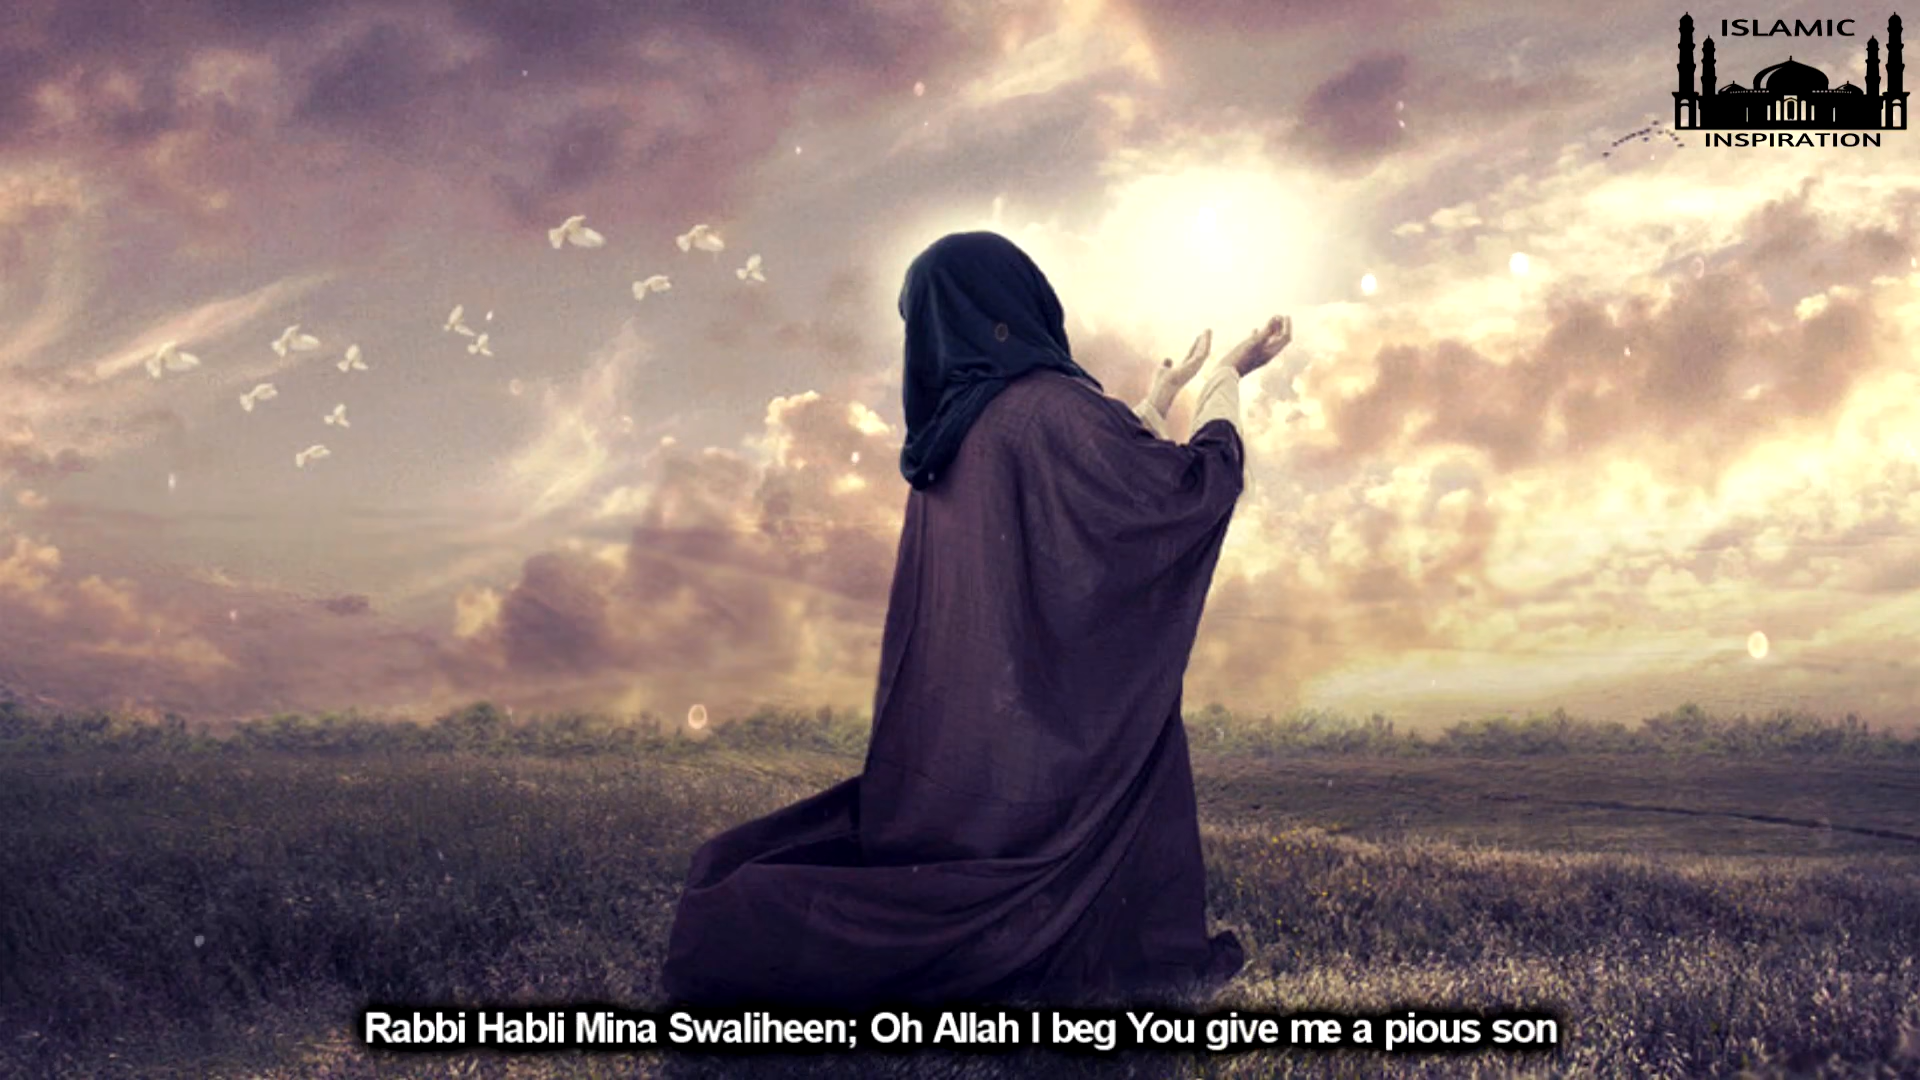 ISLAMIC
INSPIRATION
Rabbi Habli Mina Swaliheen; Oh Allah I beg You give me a pious son